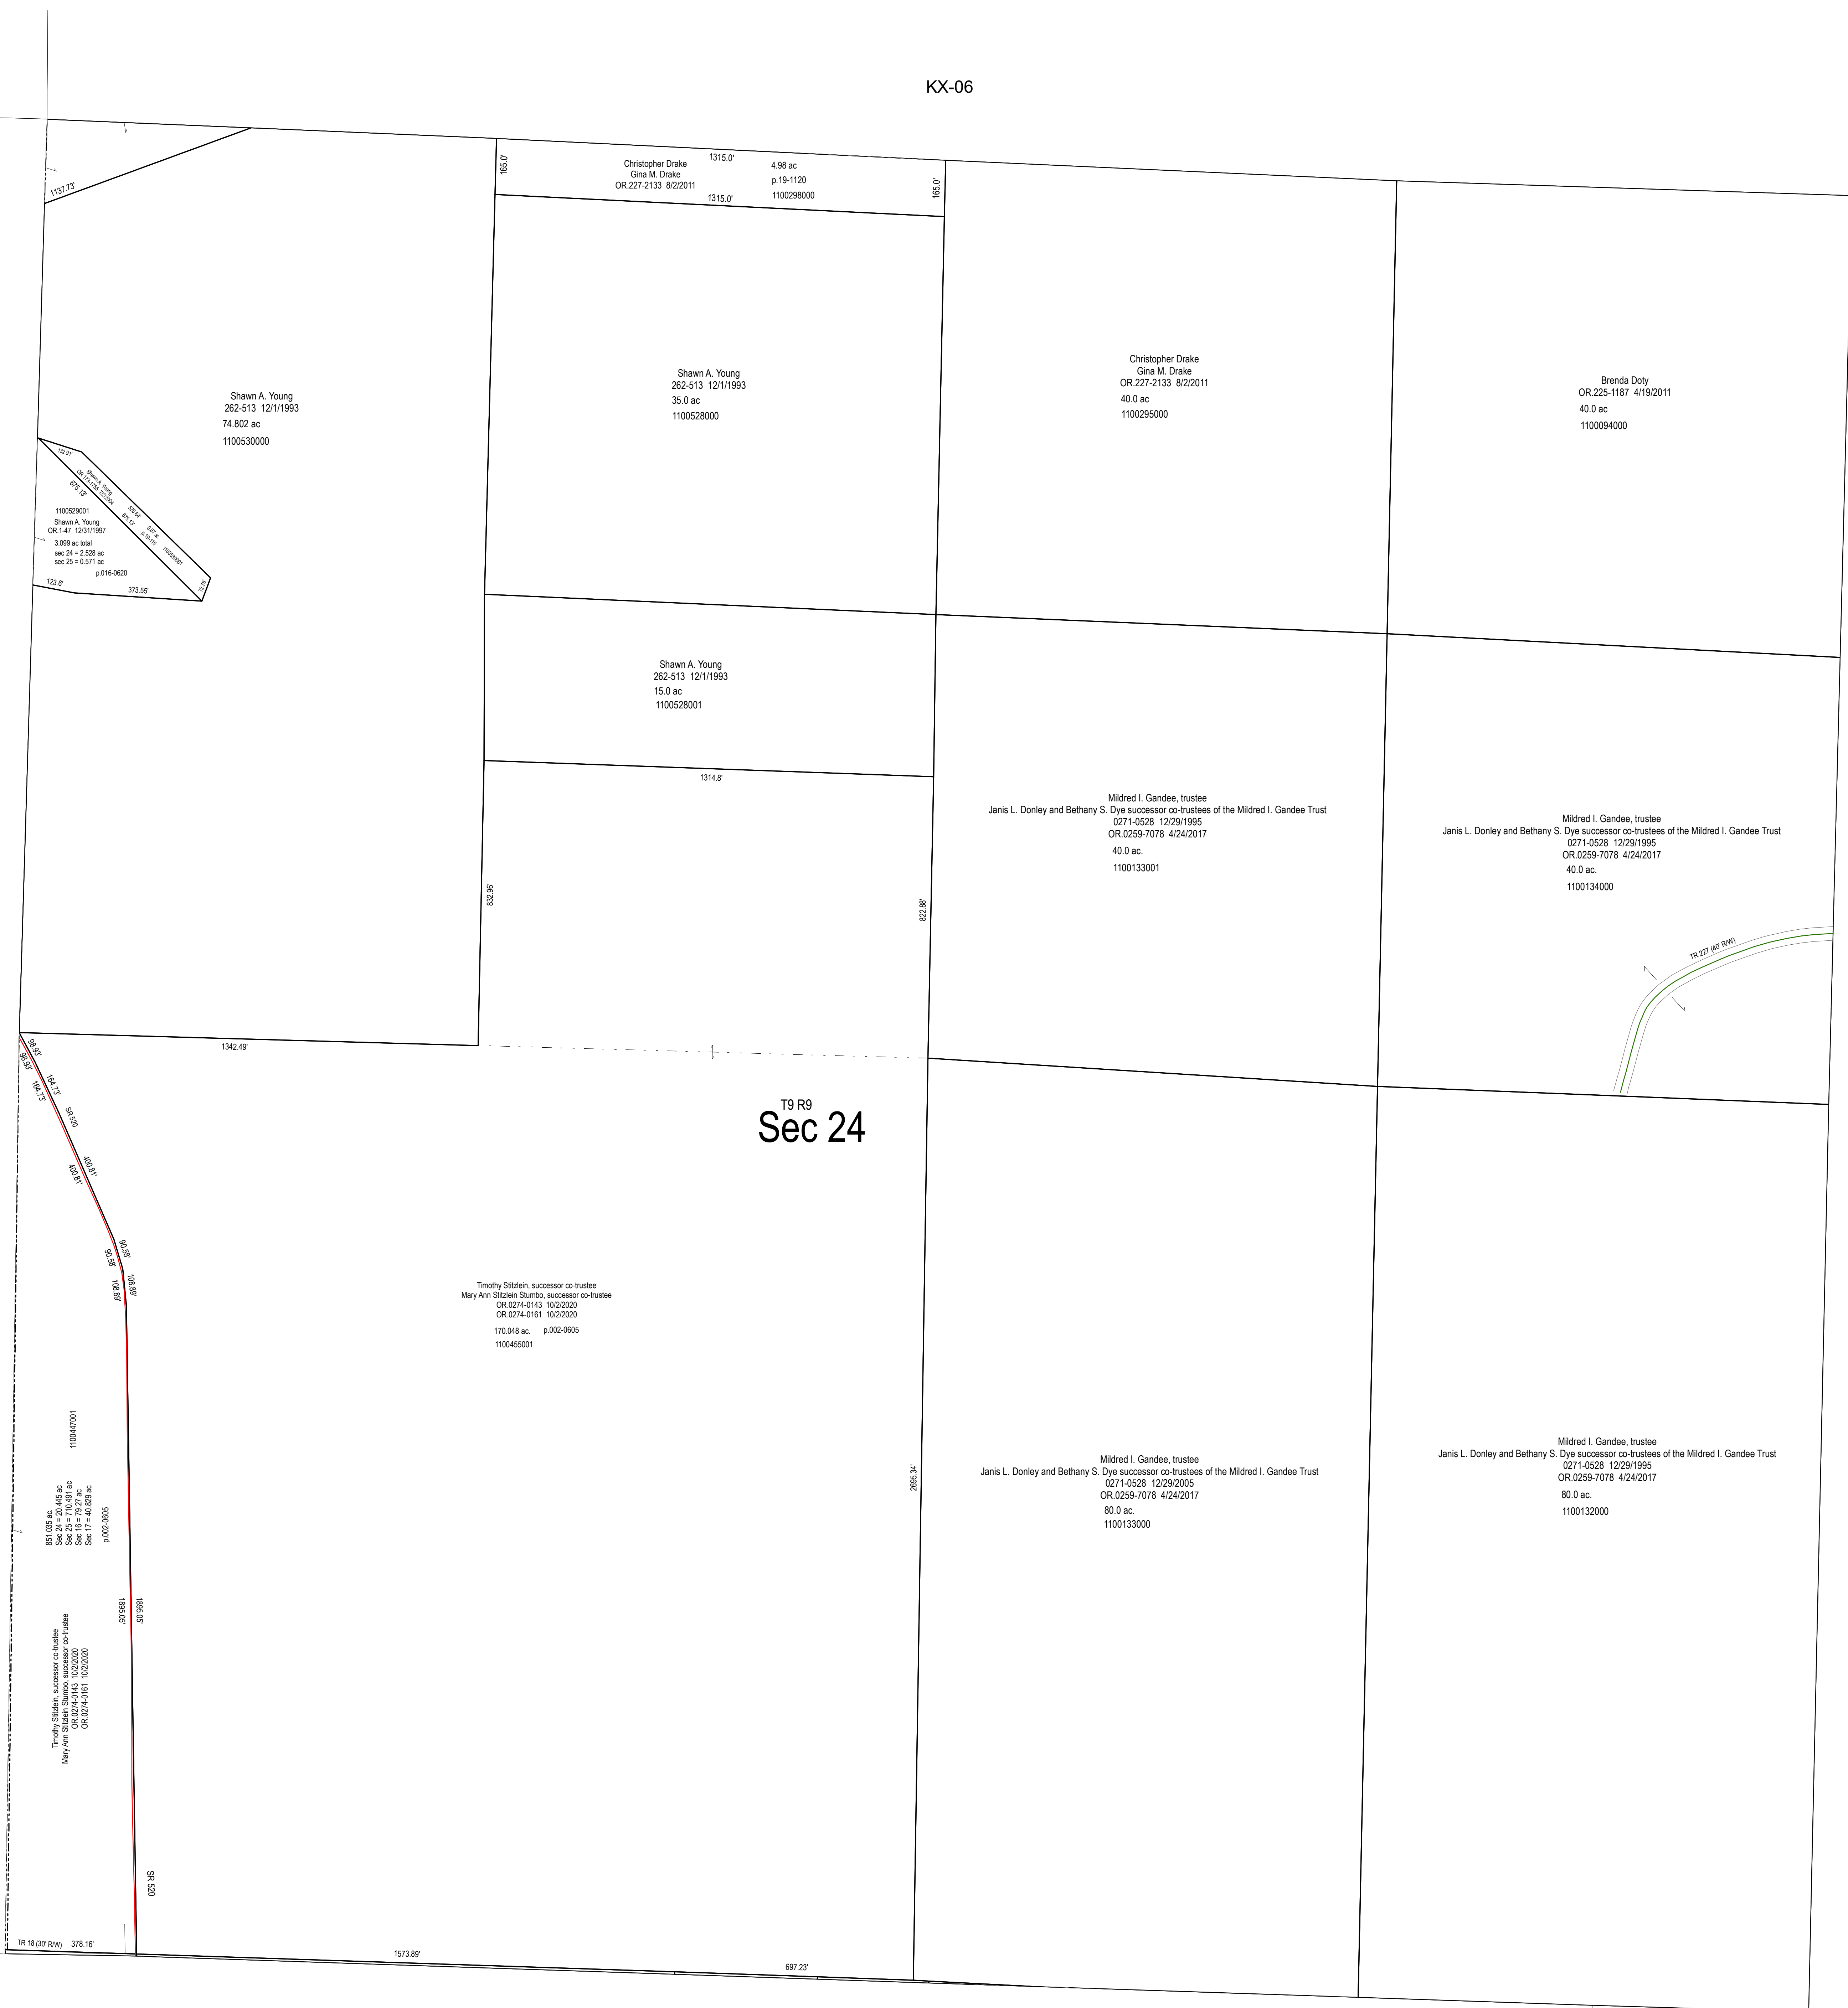 KX-06
1137.73'
165.0'
Christopher Drake
Gina M. Drake
OR.227-2133 8/2/2011
1315.0'
4.98 ac
p.19-1120
1100298000
1315.0'
165.0'
Shawn A. Young
262-513 12/1/1993
74.802 ac
1100530000
Shawn A. Young
262-513 12/1/1993
35.0 ac
1100528000
Christopher Drake
Gina M. Drake
OR.227-2133 8/2/2011
40.0 ac
1100295000
Brenda Doty
OR.225-1187 4/19/2011
40.0 ac
1100094000
132.91'
Shawn A. Young
675.13'
526.64'
675.13'
0.87 ac
p.19-115
1100530001
72.76'
1100529001
Shawn A. Young
OR.1-47 12/31/1997
3.099 ac total
sec 24 = 2.528 ac
sec 25 = 0.571 ac
p.016-0620
123.6'
373.55'
Shawn A. Young
262-513 12/1/1993
15.0 ac
1100528001
1314.8'
832.96'
822.88'
Mildred I. Gandee, trustee
Janis L. Donley and Bethany S. Dye successor co-trustees of the Mildred I. Gandee Trust
0271-0528 12/29/1995
OR.0259-7078 4/24/2017
40.0 ac.
1100133001
Mildred I. Gandee, trustee
Janis L. Donley and Bethany S. Dye successor co-trustees of the Mildred I. Gandee Trust
0271-0528 12/29/1995
OR.0259-7078 4/24/2017
40.0 ac.
1100134000
TR 227 (40' R/W)
1342.49'
98.93'
98.93'
164.73'
164.73'
SR 520
400.81'
400.81'
90.58'
90.58'
108.89'
108.89'
T9 R9
Sec 24
Timothy Stitzlein, successor co-trustee
Mary Ann Stitzlein Stumbo, successor co-trustee
OR.0274-0143 10/2/2020
OR.0274-0161 10/2/2020
170.048 ac. p.002-0605
1100455001
1100447001
851.035 ac.
Sec 24 = 20.445 ac
Sec 25 = 710.491 ac
Sec 16 = 79.27 ac
Sec 17 = 40.829 ac
p.002-0605
1895.05'
1895.05'
Timothy Stitzlein, successor co-trustee
Mary Ann Stitzlein Stumbo, successor co-trustee
OR.0274-0143 10/2/2020
OR.0274-0161 10/2/2020
2695.34'
Mildred I. Gandee, trustee
Janis L. Donley and Bethany S. Dye successor co-trustees of the Mildred I. Gandee Trust
0271-0528 12/29/2005
OR.0259-7078 4/24/2017
80.0 ac.
1100133000
Mildred I. Gandee, trustee
Janis L. Donley and Bethany S. Dye successor co-trustees of the Mildred I. Gandee Trust
0271-0528 12/29/1995
OR.0259-7078 4/24/2017
80.0 ac.
1100132000
SR 520
TR 18 (30' R/W)
378.16'
1573.89'
697.23'